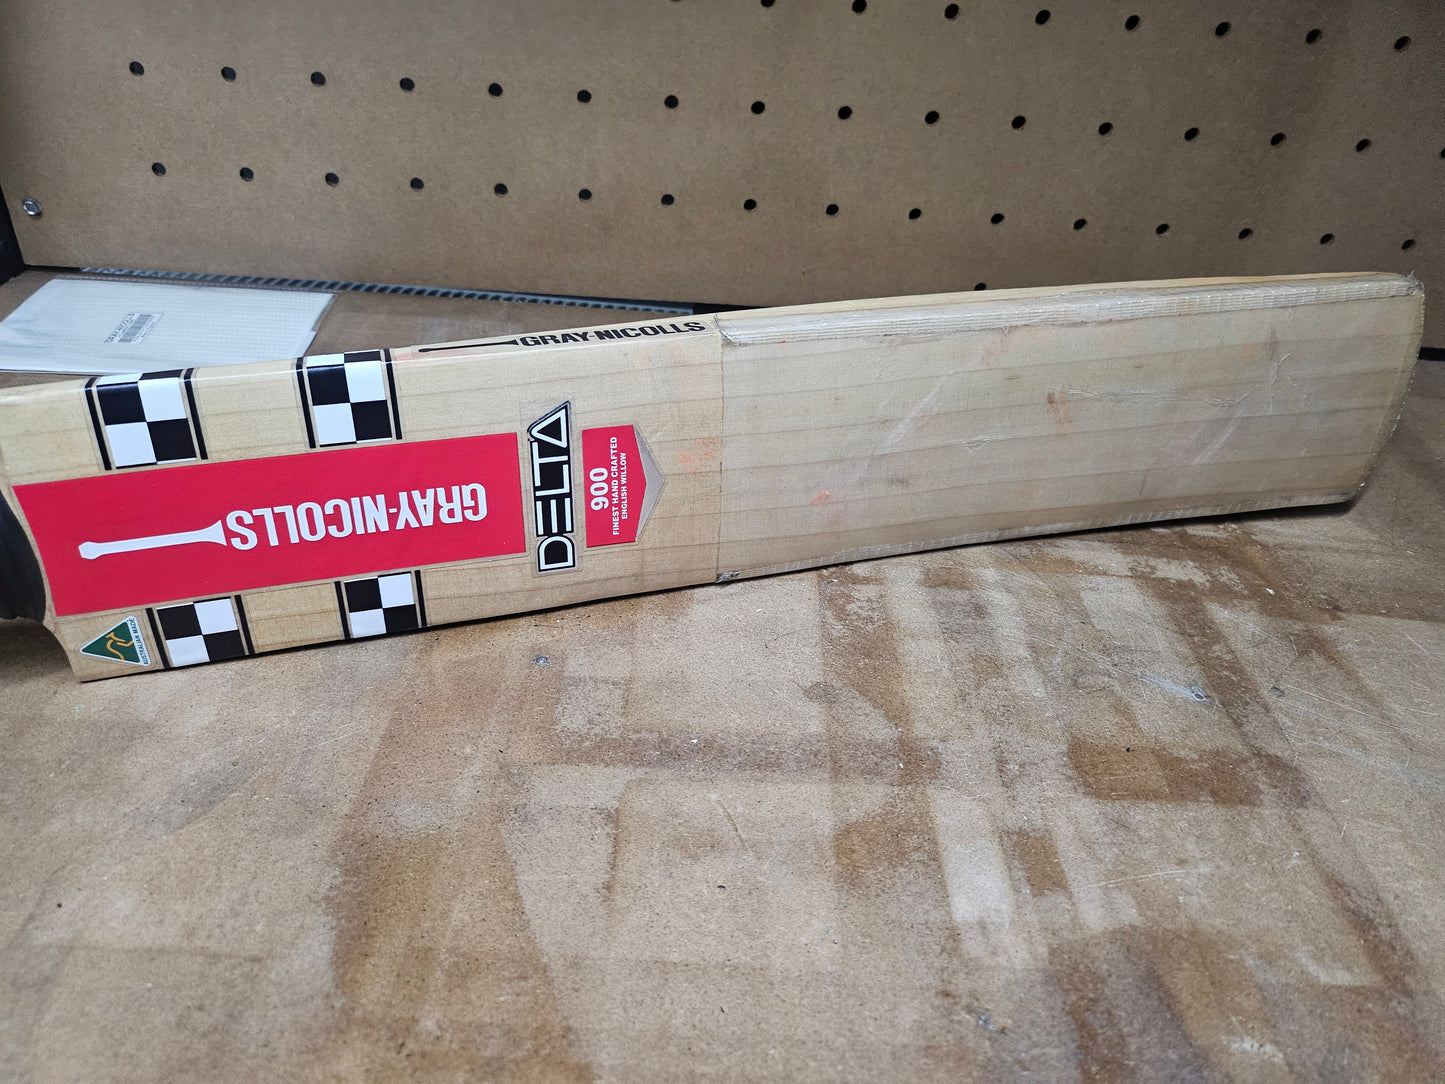 GRAY-NICOLLS
GRAY-NICOLLS
DELTA
900
FINEST HAND CRAFTED
ENGLISH WILLOW
AUSTRALIAN MADE